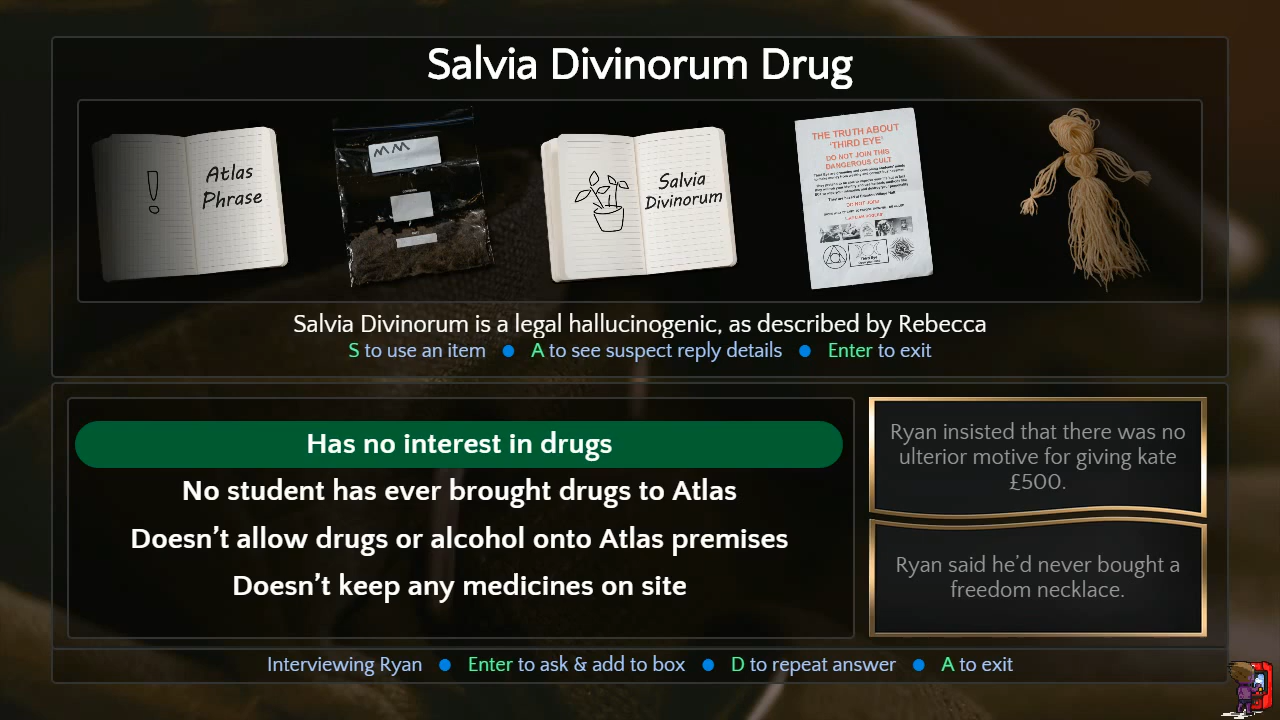 Salvia Divinorum Drug
Atlas
Phrase
MM
Salvia
Divinorum
THE TRUTH ABOUT
'THIRD EYE'
DO NOT JOIN THIS
DANGEROUS CULT
DO NOT JOIN!
Salvia Divinorum is a legal hallucinogenic, as described by Rebecca
S to use an item
A to see suspect reply details
Enter to exit
Has no interest in drugs
No student has ever brought drugs to Atlas
Doesn't allow drugs or alcohol onto Atlas premises
Doesn't keep any medicines on site
Ryan insisted that there was no
ulterior motive for giving kate
£500.
Ryan said he'd never bought a
freedom necklace.
Interviewing Ryan
Enter to ask & add to box
D to repeat answer
A to exit